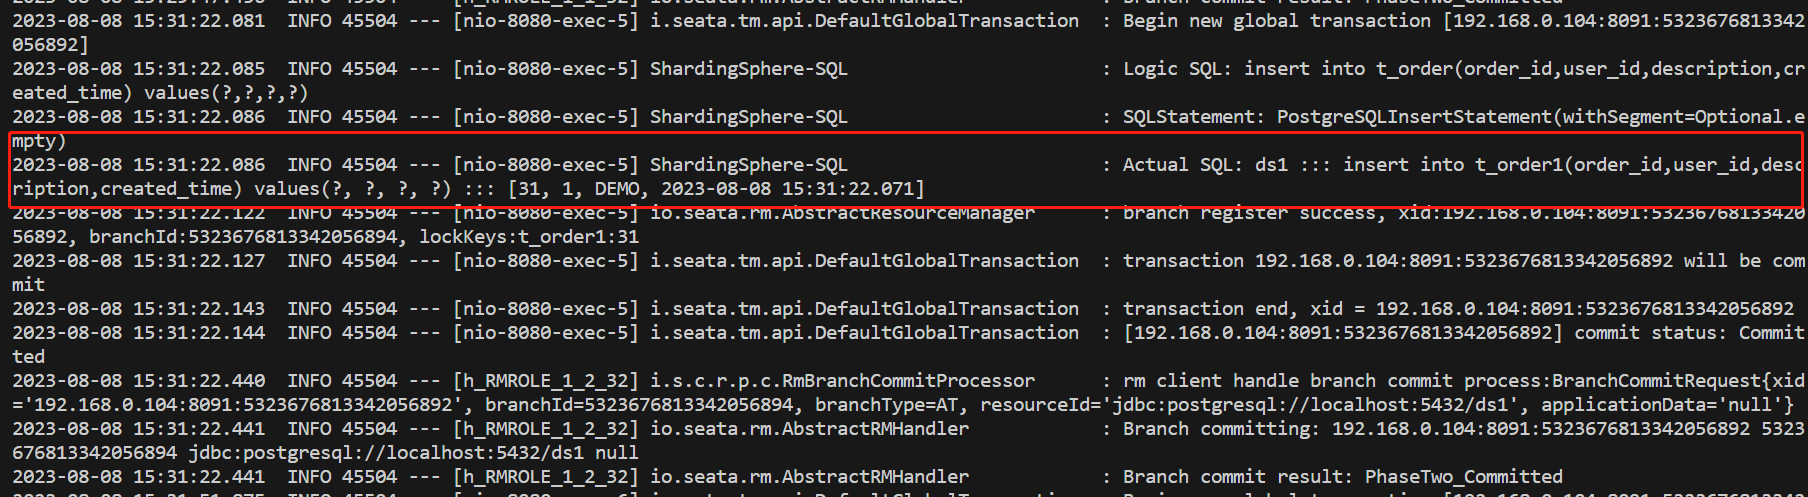 2023-08-08 15:31:22.081  INFO 45504 --- [nio-8080-exec-5] i.seata.tm.api.DefaultGlobalTransaction  : Begin new global transaction [192.168.0.104:8091:5323676813342
056892]
2023-08-08 15:31:22.085  INFO 45504 --- [nio-8080-exec-5] ShardingSphere-SQL                       : Logic SQL: insert into t_order(order_id,user_id,description,cr
eated_time) values(?,?,?,?)
2023-08-08 15:31:22.086  INFO 45504 --- [nio-8080-exec-5] ShardingSphere-SQL                       : SQLStatement: PostgreSQLInsertStatement(withSegment=Optional.e
mpty)
2023-08-08 15:31:22.086  INFO 45504 --- [nio-8080-exec-5] ShardingSphere-SQL                       : Actual SQL: ds1 ::: insert into t_order1(order_id,user_id,desc
ription,created_time) values(?, ?, ?, ?) ::: [31, 1, DEMO, 2023-08-08 15:31:22.071]
2023-08-08 15:31:22.122  INFO 45504 --- [nio-8080-exec-5] io.seata.rm.AbstractResourceManager      : branch register success, xid:192.168.0.104:8091:53236768133420
56892, branchId:5323676813342056894, lockKeys:t_order1:31
2023-08-08 15:31:22.127  INFO 45504 --- [nio-8080-exec-5] i.seata.tm.api.DefaultGlobalTransaction  : transaction 192.168.0.104:8091:5323676813342056892 will be com
mit
2023-08-08 15:31:22.143  INFO 45504 --- [nio-8080-exec-5] i.seata.tm.api.DefaultGlobalTransaction  : transaction end, xid = 192.168.0.104:8091:5323676813342056892
2023-08-08 15:31:22.144  INFO 45504 --- [nio-8080-exec-5] i.seata.tm.api.DefaultGlobalTransaction  : [192.168.0.104:8091:5323676813342056892] commit status: Commit
ted
2023-08-08 15:31:22.440  INFO 45504 --- [h_RMROLE_1_2_32] i.s.c.r.p.c.RmBranchCommitProcessor      : rm client handle branch commit process:BranchCommitRequest{xid
='192.168.0.104:8091:5323676813342056892', branchId=5323676813342056894, branchType=AT, resourceId='jdbc:postgresql://localhost:5432/ds1', applicationData='null'}
2023-08-08 15:31:22.441  INFO 45504 --- [h_RMROLE_1_2_32] io.seata.rm.AbstractRMHandler            : Branch committing: 192.168.0.104:8091:5323676813342056892 5323
676813342056894 jdbc:postgresql://localhost:5432/ds1 null
2023-08-08 15:31:22.441  INFO 45504 --- [h_RMROLE_1_2_32] io.seata.rm.AbstractRMHandler            : Branch commit result: PhaseTwo_Committed